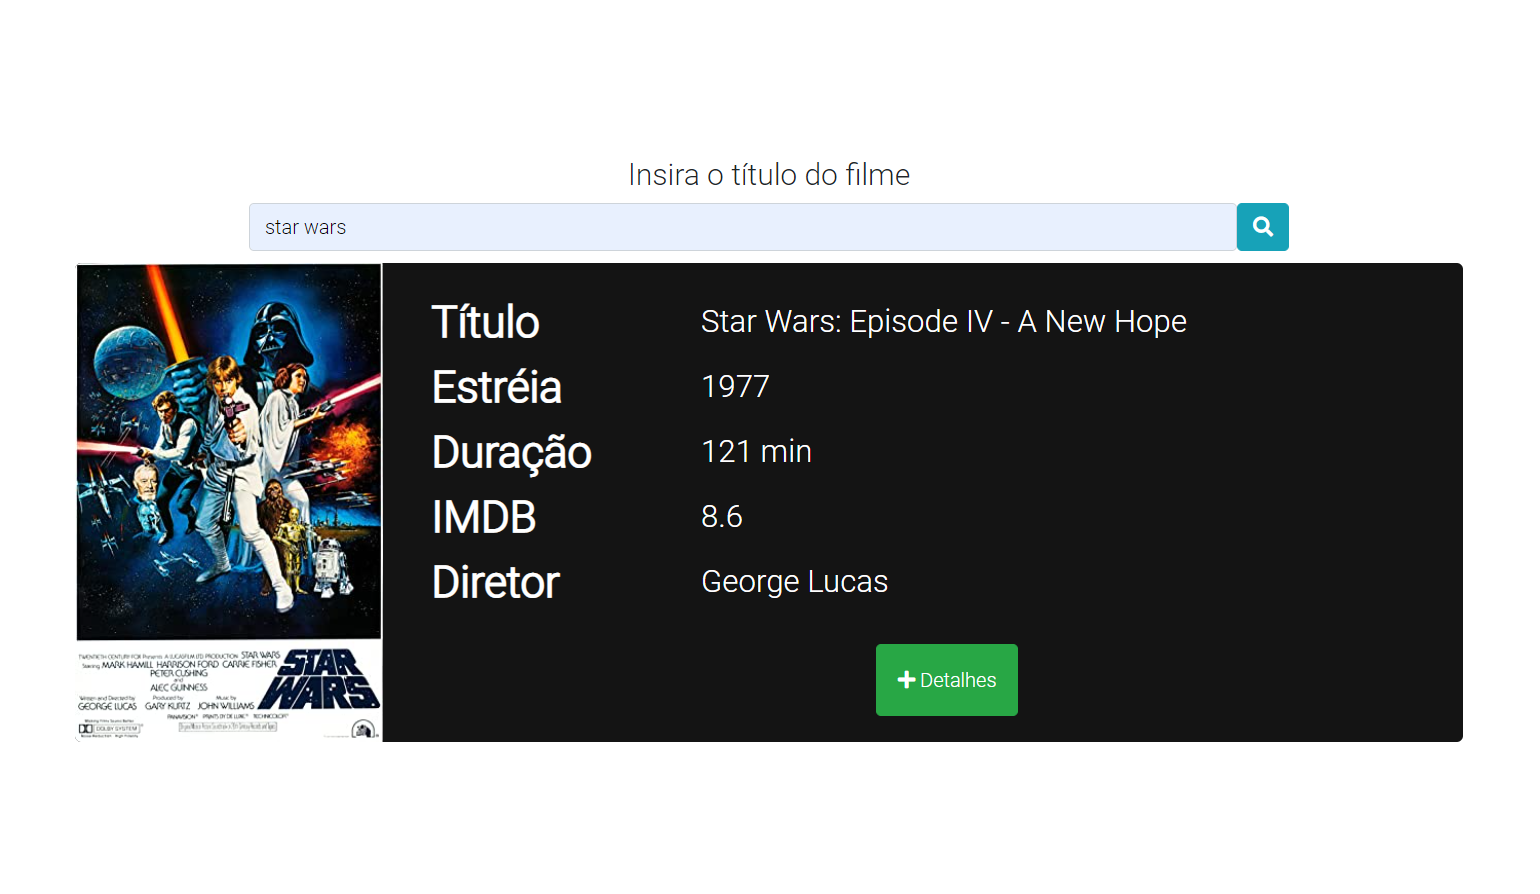 Insira o título do filme
star wars
Título Star Wars: Episode IV - A New Hope
Estréia 1977
Duração 121 min
IMDB 8.6
Diretor George Lucas
Detalhes
TWENTIETH CENTURY-FOX Presents A LUCASFILM LTD. PRODUCTION STAR WARS
Starring MARK HAMILL HARRISON FORD CARRIE FISHER
PETER CUSHING
and
ALEC GUINNESS
Written and Directed by GEORGE LUCAS
Produced by GARY KURTZ
Music by JOHN WILLIAMS
PANAVISION® PRINTS BY DE LUXE® TECHNICOLOR®
STAR
WARS
DOLBY SYSTEM